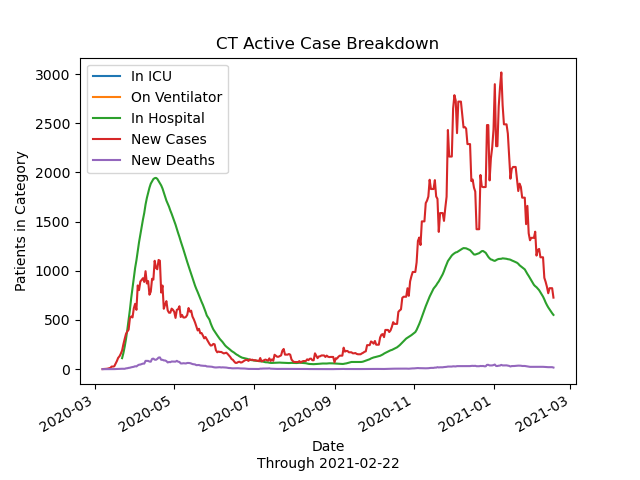 CT Active Case Breakdown
In ICU
On Ventilator
In Hospital
New Cases
New Deaths
Patients in Category
3000
2500
2000
1500
1000
500
0
2020-03
2020-05
2020-07
2020-09
2020-11
2021-01
2021-03
Date
Through 2021-02-22